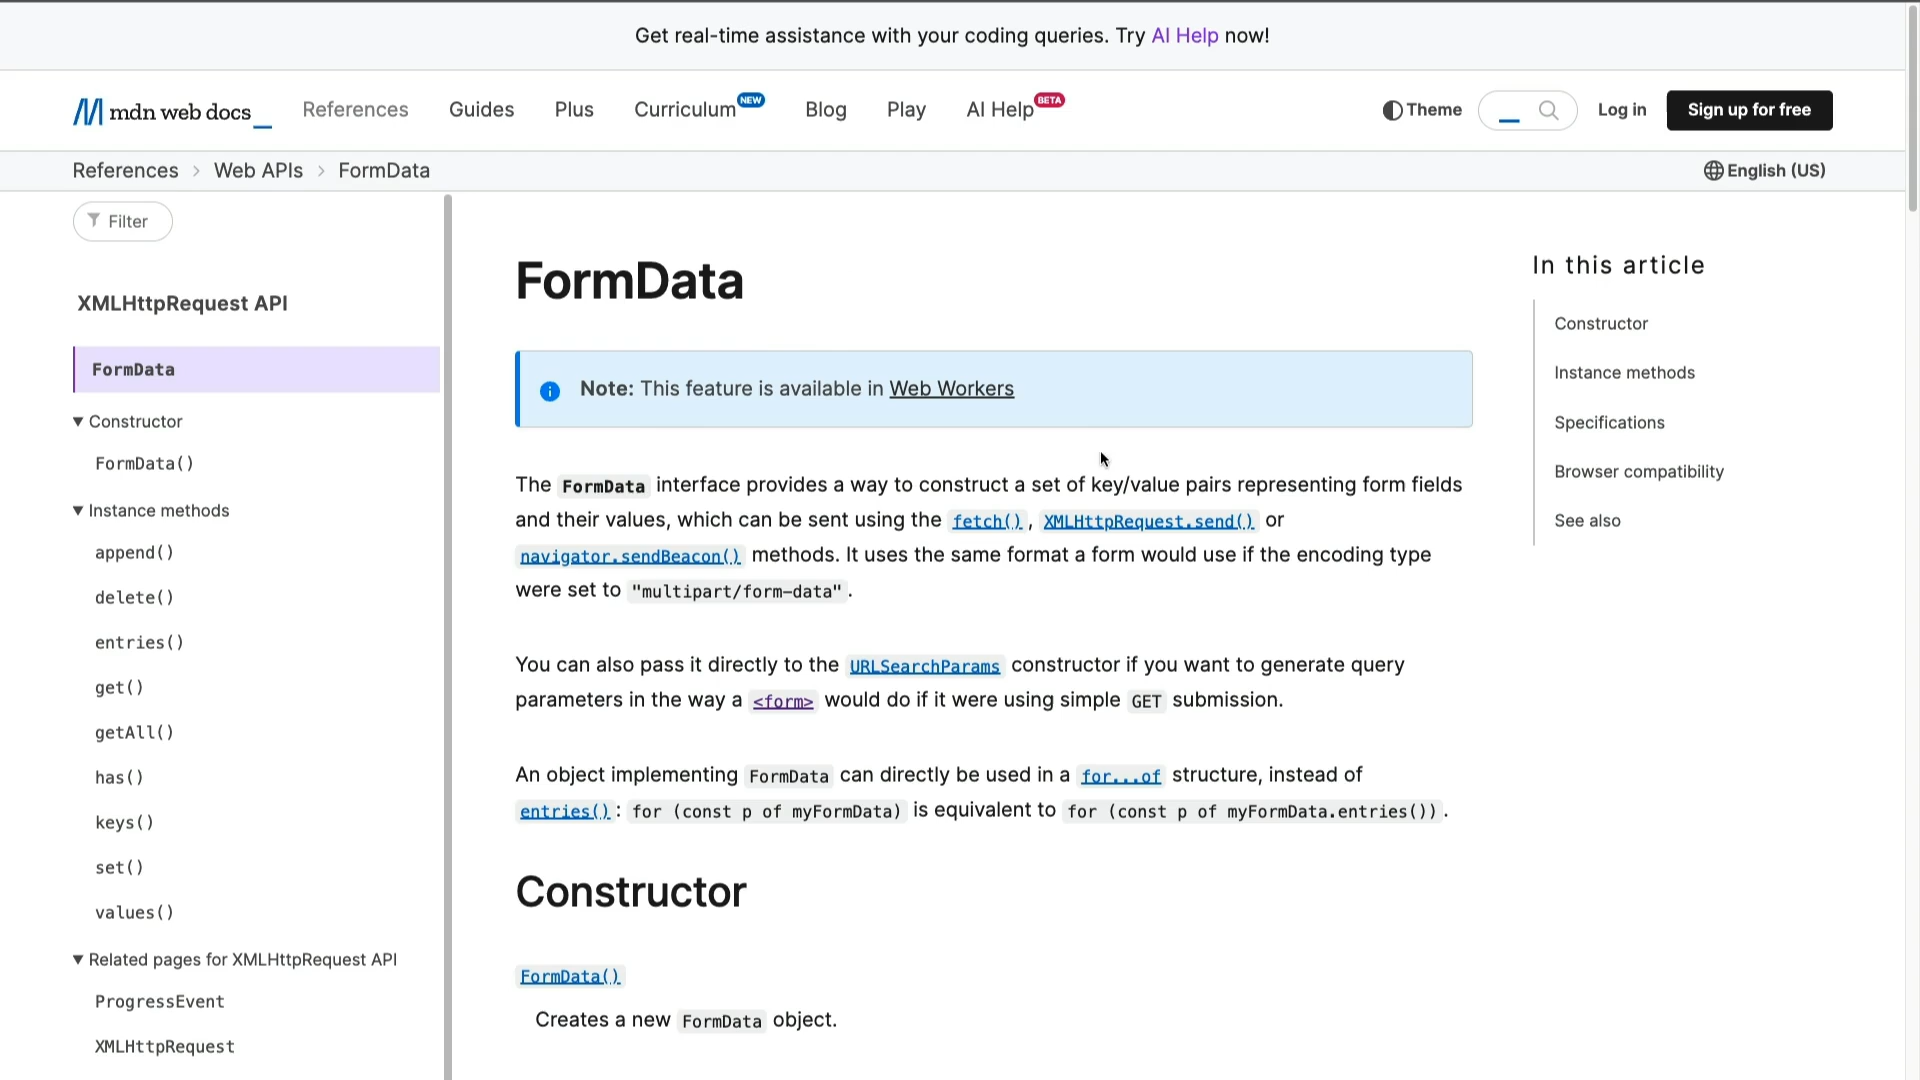 Get real-time assistance with your coding queries. Try AI Help now!
mdn web docs_
References
Guides
Plus
Curriculum NEW
Blog
Play
AI Help BETA
Theme
Log in
Sign up for free
References > Web APIs > FormData
English (US)
Filter
XMLHttpRequest API
FormData
▼ Constructor
FormData()
▼ Instance methods
append()
delete()
entries()
get()
getAll()
has()
keys()
set()
values()
▼ Related pages for XMLHttpRequest API
ProgressEvent
XMLHttpRequest
FormData
Note: This feature is available in Web Workers
The FormData interface provides a way to construct a set of key/value pairs representing form fields
and their values, which can be sent using the fetch(), XMLHttpRequest.send() or
navigator.sendBeacon() methods. It uses the same format a form would use if the encoding type
were set to "multipart/form-data".
You can also pass it directly to the URLSearchParams constructor if you want to generate query
parameters in the way a <form> would do if it were using simple GET submission.
An object implementing FormData can directly be used in a for...of structure, instead of
entries(): for (const p of myFormData) is equivalent to for (const p of myFormData.entries()).
Constructor
FormData()
Creates a new FormData object.
In this article
Constructor
Instance methods
Specifications
Browser compatibility
See also